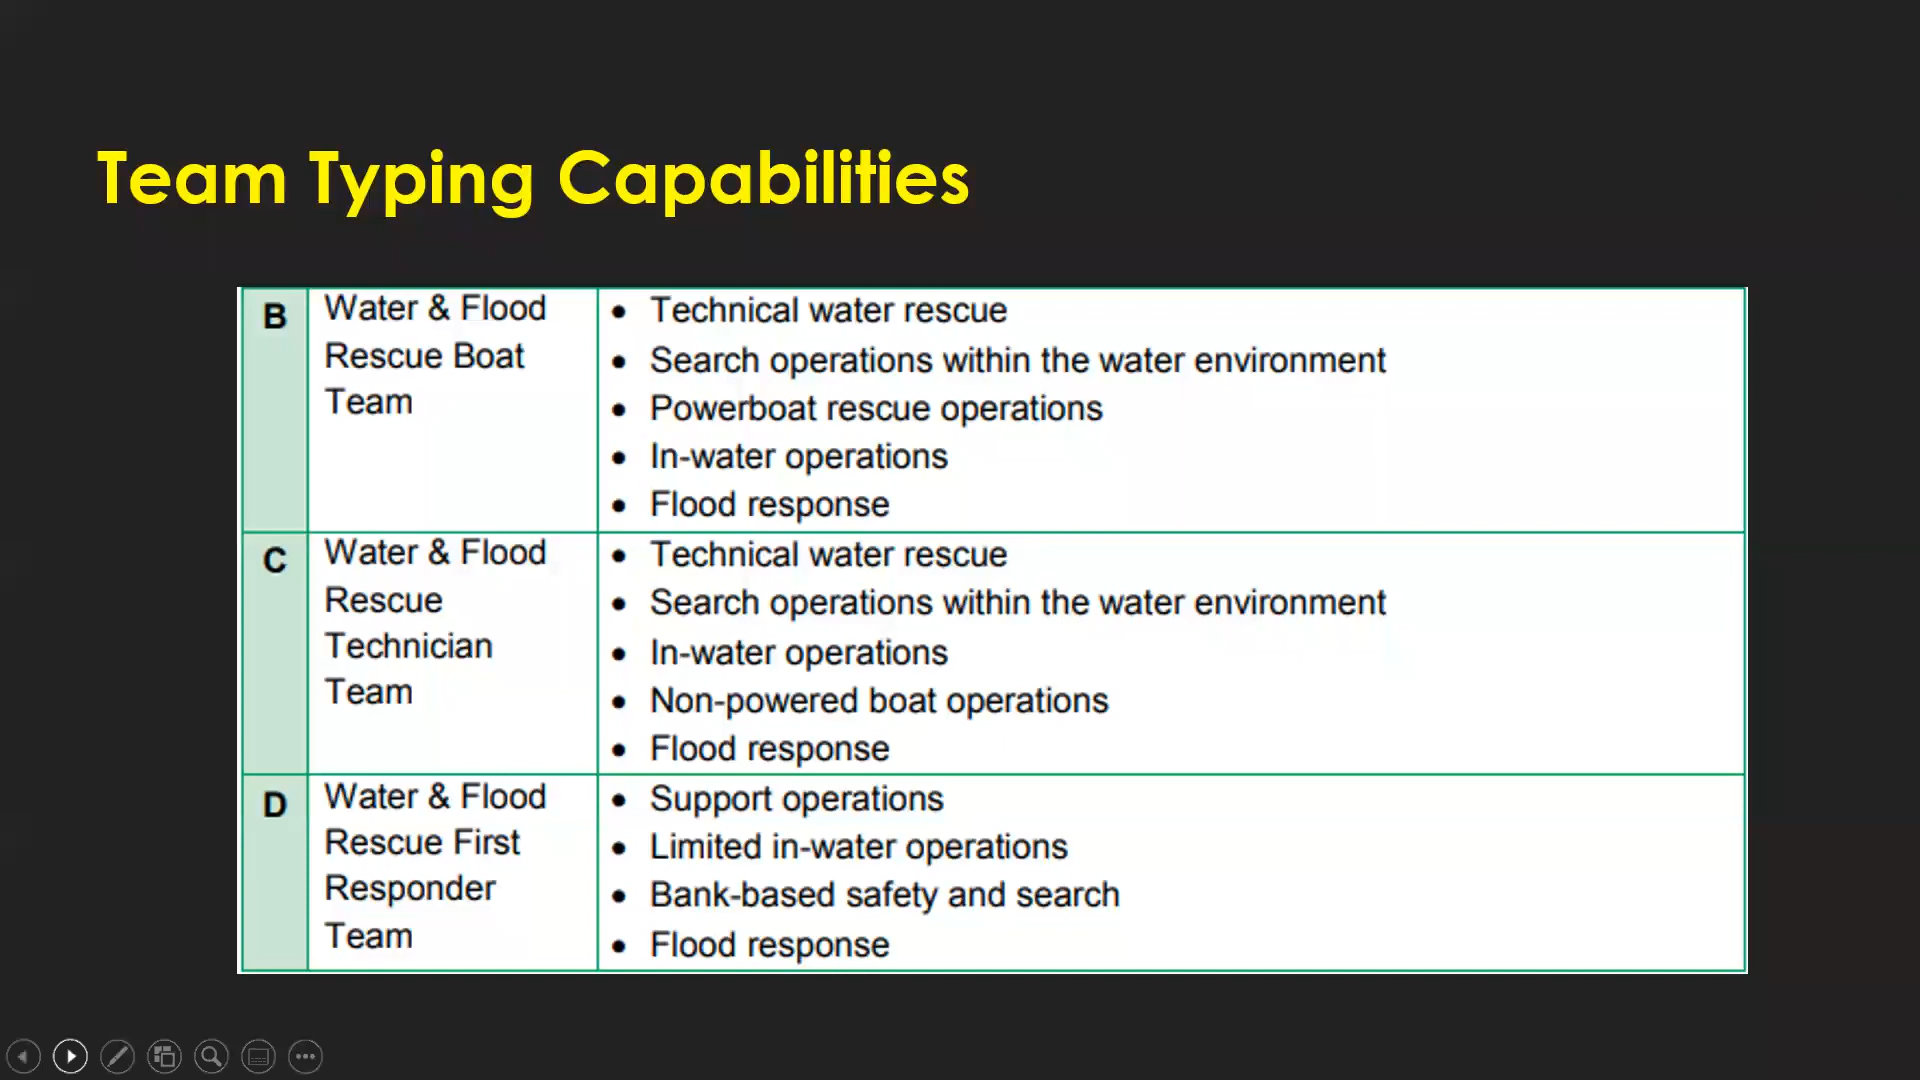 Team Typing Capabilities
B
Water & Flood
Rescue Boat
Team
• Technical water rescue
• Search operations within the water environment
• Powerboat rescue operations
• In-water operations
• Flood response
C
Water & Flood
Rescue
Technician
Team
• Technical water rescue
• Search operations within the water environment
• In-water operations
• Non-powered boat operations
• Flood response
D
Water & Flood
Rescue First
Responder
Team
• Support operations
• Limited in-water operations
• Bank-based safety and search
• Flood response